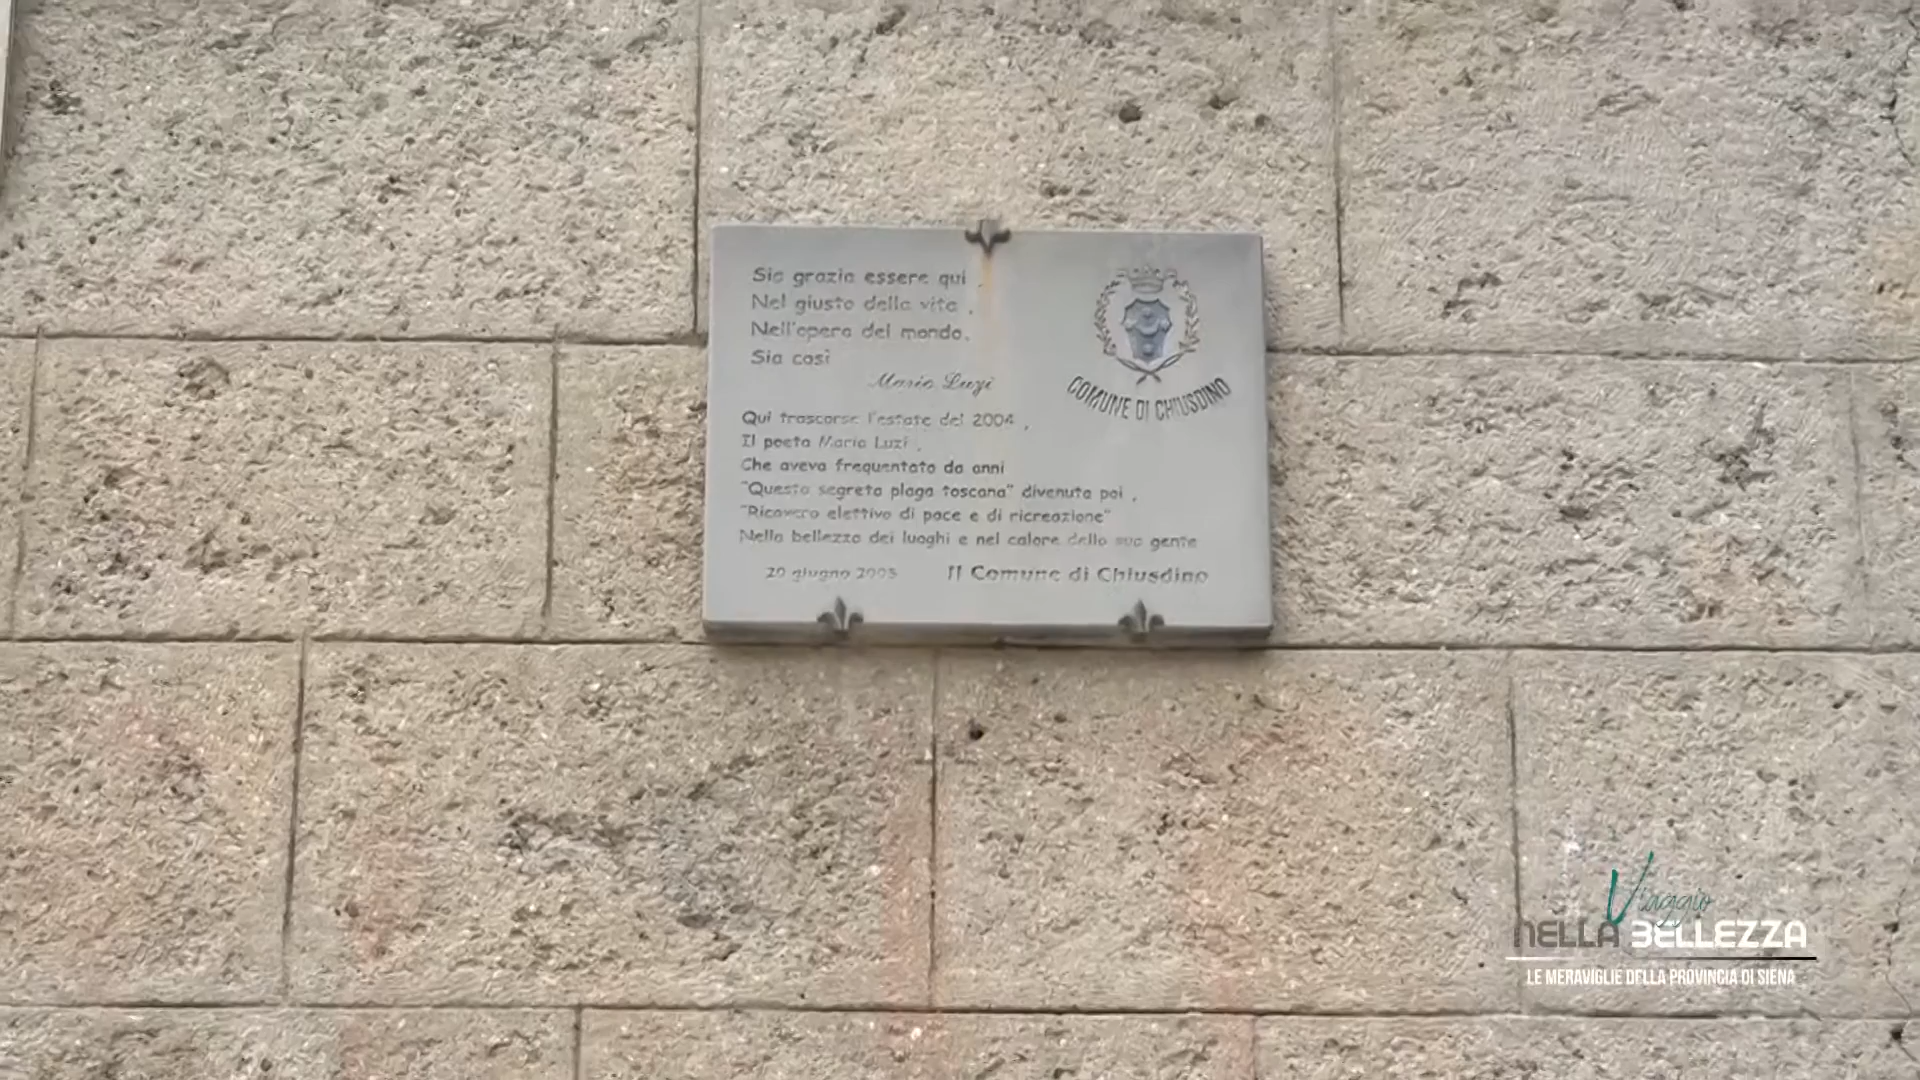 Sia grazia essere qui ,
Nel giusto della vita ,
Nell'opera del mondo.
Sia così
Mario Luzi
COMUNE DI CHIUSDINO
Qui trascorse l'estate del 2004 ,
Il poeta Mario Luzi ,
Che aveva frequentato da anni
"Questa segreta plaga toscana" divenuta poi ,
"Ricovero elettivo di pace e di ricreazione"
Nella bellezza dei luoghi e nel calore della sua gente
20 giugno 2005 Il Comune di Chiusdino
Viaggio
NELLA BELLEZZA
LE MERAVIGLIE DELLA PROVINCIA DI SIENA